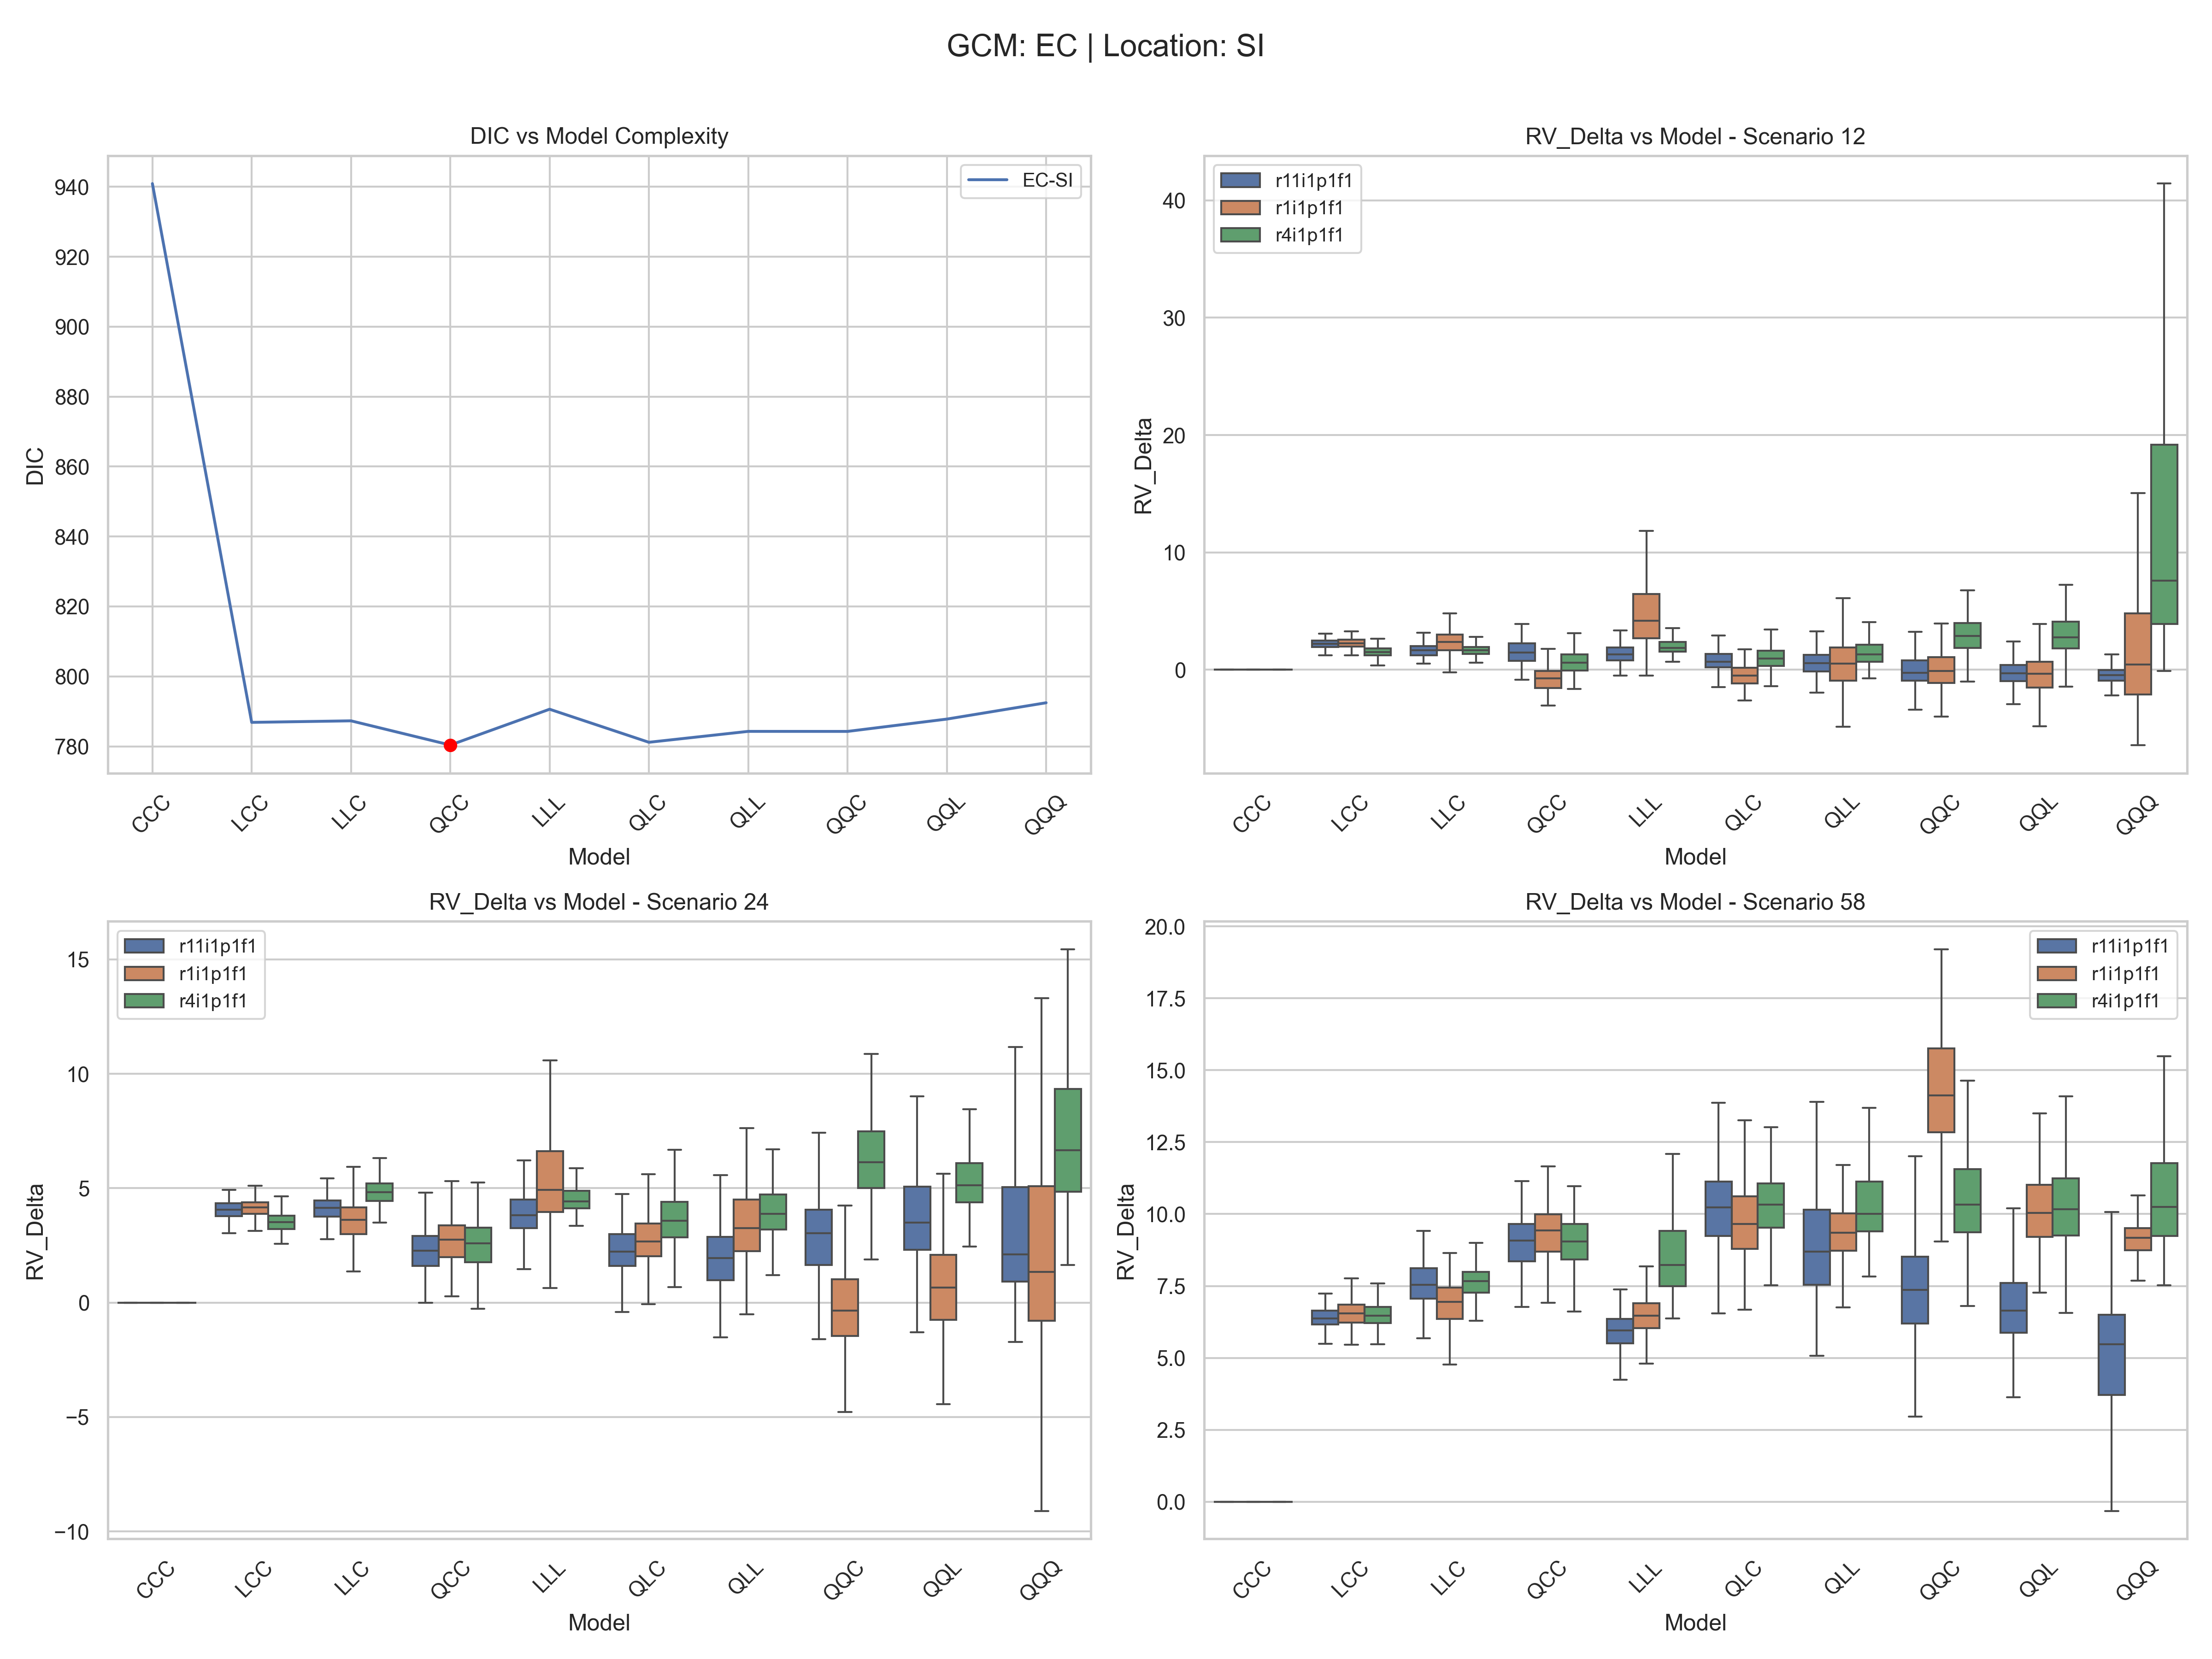 GCM: EC | Location: SI
DIC vs Model Complexity
EC-SI
DIC
940
920
900
880
860
840
820
800
780
CCC
LCC
LLC
QCC
LLL
QLC
QLL
QQC
QQL
QQQ
Model
RV_Delta vs Model - Scenario 12
r11i1p1f1
r1i1p1f1
r4i1p1f1
RV_Delta
40
30
20
10
0
CCC
LCC
LLC
QCC
LLL
QLC
QLL
QQC
QQL
QQQ
Model
RV_Delta vs Model - Scenario 24
r11i1p1f1
r1i1p1f1
r4i1p1f1
RV_Delta
15
10
5
0
−5
−10
CCC
LCC
LLC
QCC
LLL
QLC
QLL
QQC
QQL
QQQ
Model
RV_Delta vs Model - Scenario 58
r11i1p1f1
r1i1p1f1
r4i1p1f1
RV_Delta
20.0
17.5
15.0
12.5
10.0
7.5
5.0
2.5
0.0
CCC
LCC
LLC
QCC
LLL
QLC
QLL
QQC
QQL
QQQ
Model